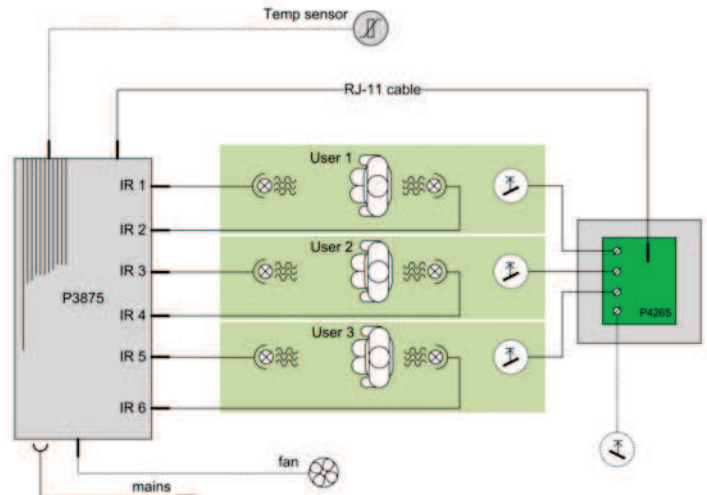 Temp sensor
RJ-11 cable
User 1
IR 1
IR 2
User 2
IR 3
P3875
IR 4
P4265
User 3
IR 5
IR 6
fan
mains